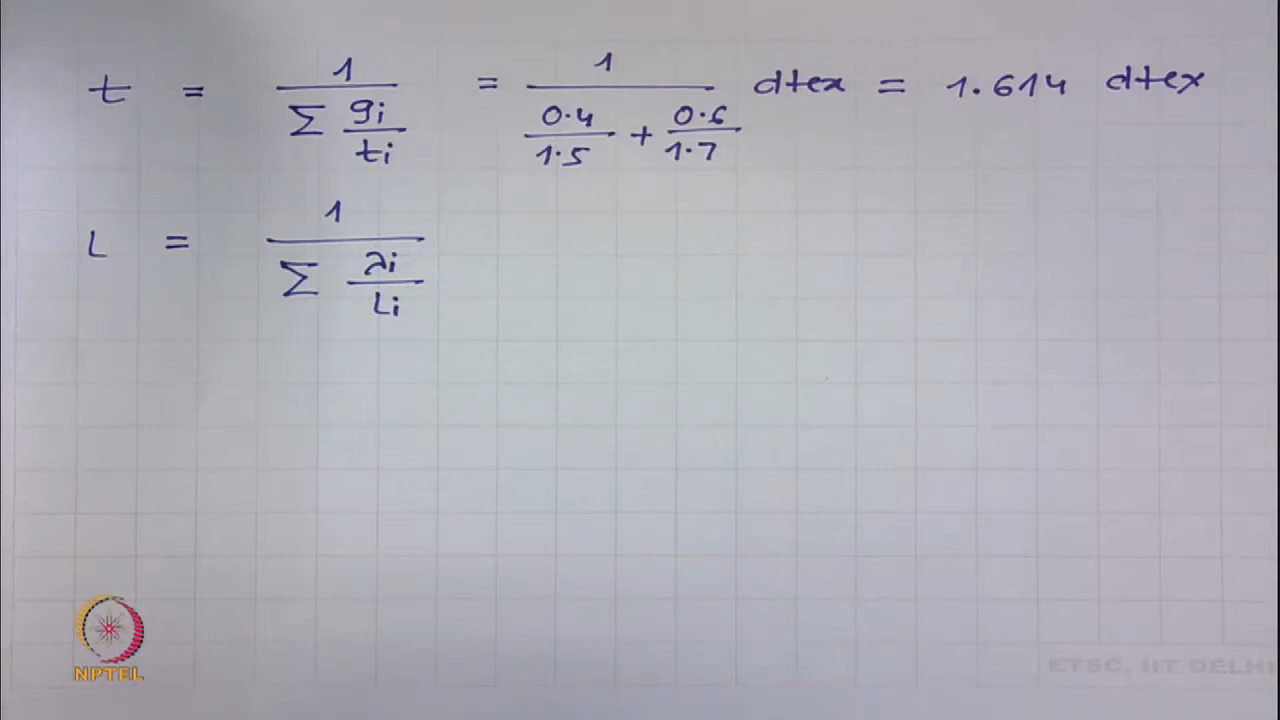 t = 1 / Σ gi/ti = 1 / 0.4/1.5 + 0.6/1.7 dtex = 1.614 dtex
L = 1 / Σ λi/Li
NPTEL
ETSC, IIT DELHI